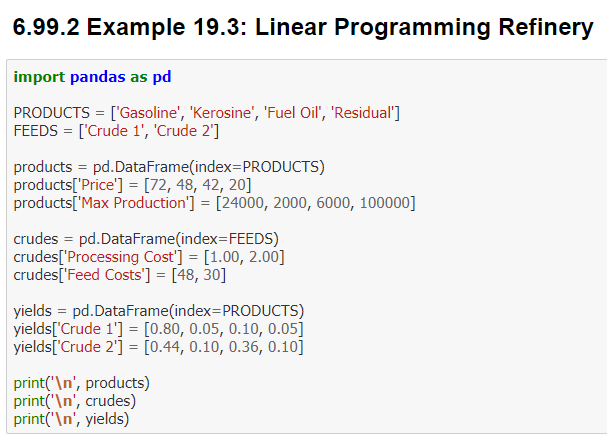 6.99.2 Example 19.3: Linear Programming Refinery
import pandas as pd
PRODUCTS = ['Gasoline', 'Kerosine', 'Fuel Oil', 'Residual']
FEEDS = ['Crude 1', 'Crude 2']
products = pd.DataFrame(index=PRODUCTS)
products['Price'] = [72, 48, 42, 20]
products['Max Production'] = [24000, 2000, 6000, 100000]
crudes = pd.DataFrame(index=FEEDS)
crudes['Processing Cost'] = [1.00, 2.00]
crudes['Feed Costs'] = [48, 30]
yields = pd.DataFrame(index=PRODUCTS)
yields['Crude 1'] = [0.80, 0.05, 0.10, 0.05]
yields['Crude 2'] = [0.44, 0.10, 0.36, 0.10]
print('\n', products)
print('\n', crudes)
print('\n', yields)